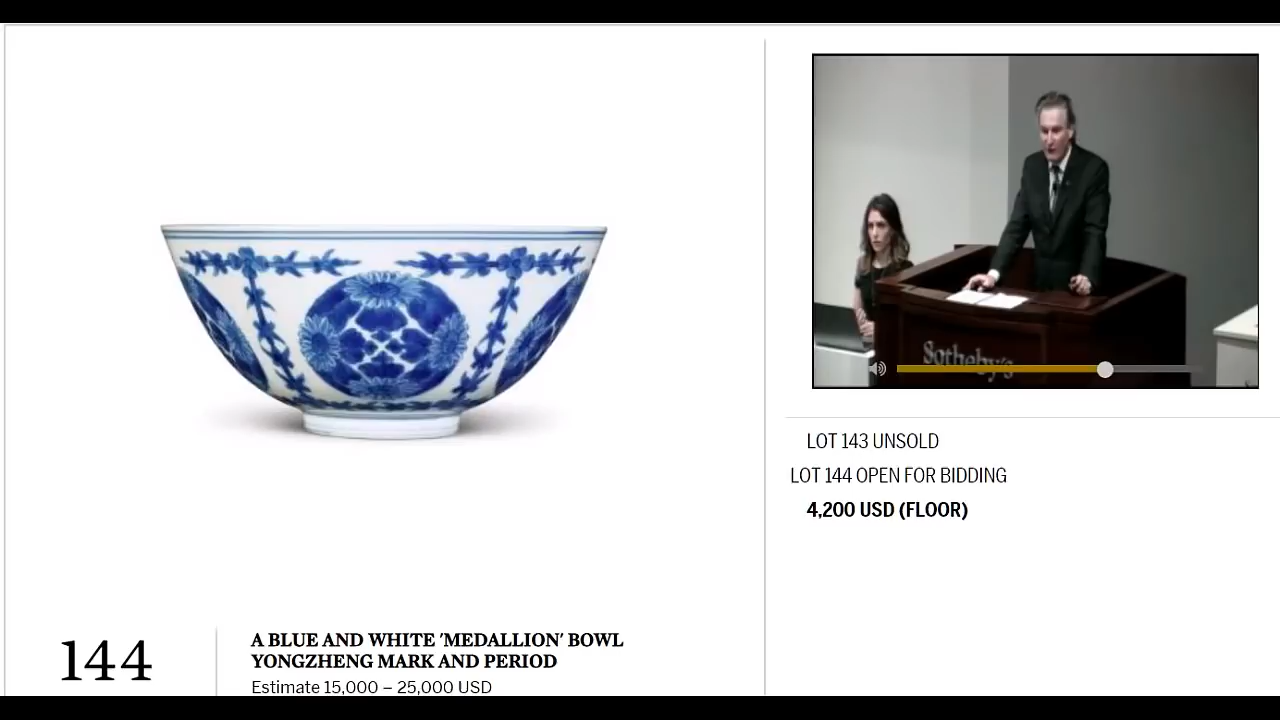 Sotheby's
LOT 143 UNSOLD
LOT 144 OPEN FOR BIDDING
4,200 USD (FLOOR)
144
A BLUE AND WHITE 'MEDALLION' BOWL
YONGZHENG MARK AND PERIOD
Estimate 15,000 – 25,000 USD